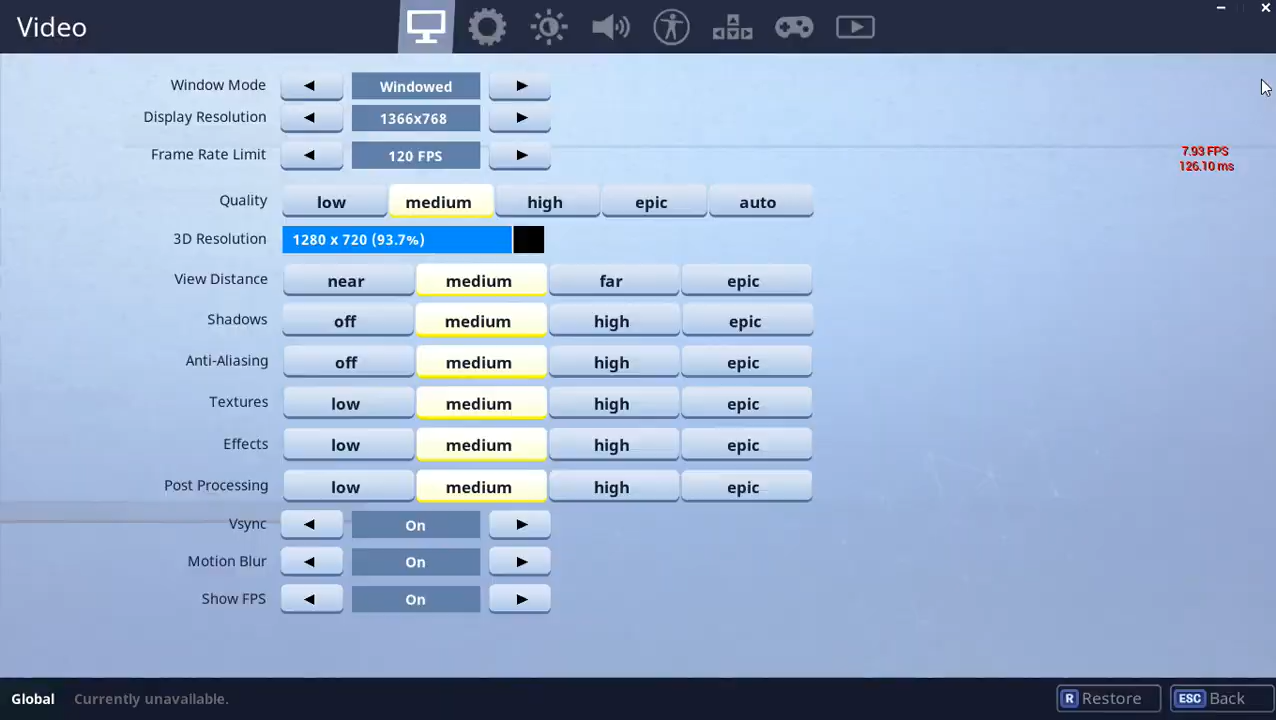 Video
Window Mode ◄ Windowed ►
Display Resolution ◄ 1366x768 ►
Frame Rate Limit ◄ 120 FPS ►
7.93 FPS
126.10 ms
Quality low medium high epic auto
3D Resolution 1280 x 720 (93.7%)
View Distance near medium far epic
Shadows off medium high epic
Anti-Aliasing off medium high epic
Textures low medium high epic
Effects low medium high epic
Post Processing low medium high epic
Vsync ◄ On ►
Motion Blur ◄ On ►
Show FPS ◄ On ►
Global Currently unavailable. R Restore ESC Back